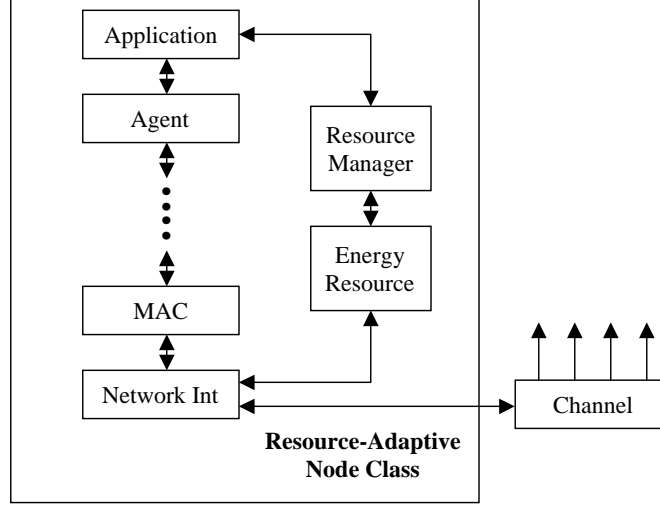 Application
Agent
Resource
Manager
Energy
Resource
MAC
Network Int
Channel
Resource-Adaptive
Node Class